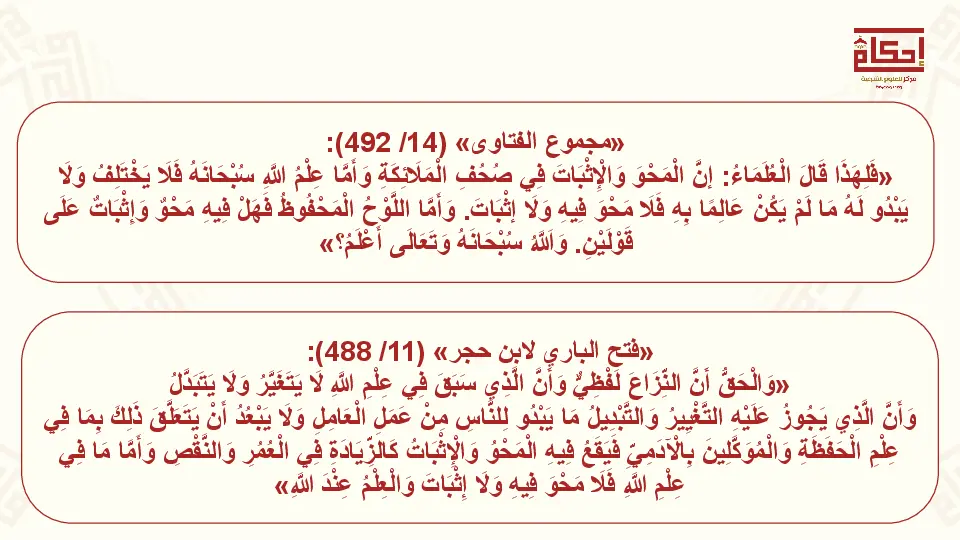 إحكام
مركز للعلوم الشرعية
«مجموع الفتاوى» (14/ 492):
«فَلِهَذَا قَالَ الْعُلَمَاءُ: إنَّ الْمَحْوَ وَالْإِثْبَاتَ فِي صُحُفِ الْمَلَائِكَةِ وَأَمَّا عِلْمُ اللَّهِ سُبْحَانَهُ فَلَا يَخْتَلِفُ وَلَا
يَبْدُو لَهُ مَا لَمْ يَكُنْ عَالِمًا بِهِ فَلَا مَحْوَ فِيهِ وَلَا إثْبَاتَ. وَأَمَّا اللَّوْحُ الْمَحْفُوظُ فَهَلْ فِيهِ مَحْوٌ وَإِثْبَاتٌ عَلَى
قَوْلَيْنِ. وَاَللَّهُ سُبْحَانَهُ وَتَعَالَى أَعْلَمُ؟»
«فتح الباري لابن حجر» (11/ 488):
«وَالْحَقُّ أَنَّ النِّزَاعَ لَفْظِيٌّ وَأَنَّ الَّذِي سَبَقَ فِي عِلْمِ اللَّهِ لَا يَتَغَيَّرُ وَلَا يَتَبَدَّلُ
وَأَنَّ الَّذِي يَجُوزُ عَلَيْهِ التَّغْيِيرُ وَالتَّبْدِيلُ مَا يَبْدُو لِلنَّاسِ مِنْ عَمَلِ الْعَامِلِ وَلَا يَبْعُدُ أَنْ يَتَعَلَّقَ ذَلِكَ بِمَا فِي
عِلْمِ الْحَفَظَةِ وَالْمُوَكَّلِينَ بِالْآدَمِيِّ فَيَقَعُ فِيهِ الْمَحْوُ وَالْإِثْبَاتُ كَالزِّيَادَةِ فِي الْعُمُرِ وَالنَّقْصِ وَأَمَّا مَا فِي
عِلْمِ اللَّهِ فَلَا مَحْوَ فِيهِ وَلَا إِثْبَاتَ وَالْعِلْمُ عِنْدَ اللَّهِ»